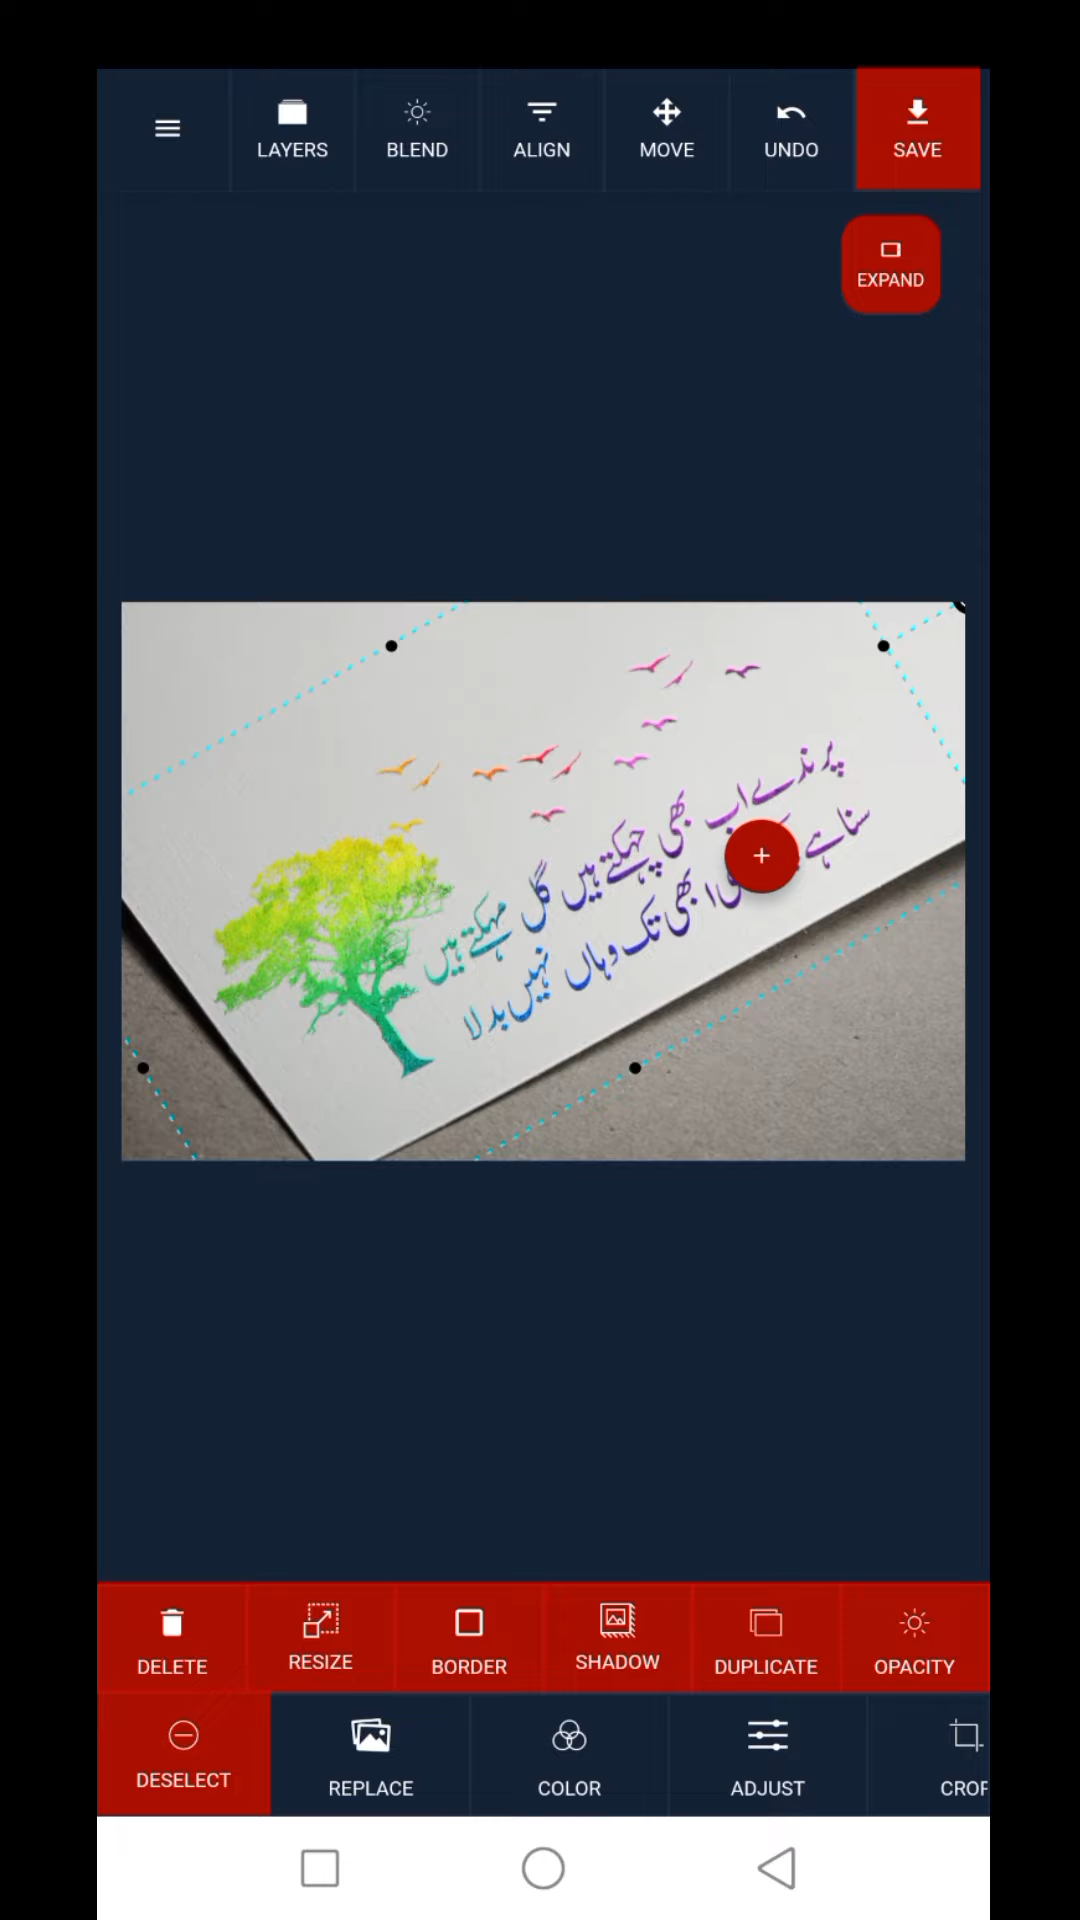 LAYERS
BLEND
ALIGN
MOVE
UNDO
SAVE
EXPAND
پرندے اب بھی چہکتے ہیں گل مہکتے ہیں
سنا ہے ابھی تک وہاں نہیں بدلا
DELETE
RESIZE
BORDER
SHADOW
DUPLICATE
OPACITY
DESELECT
REPLACE
COLOR
ADJUST
CROP